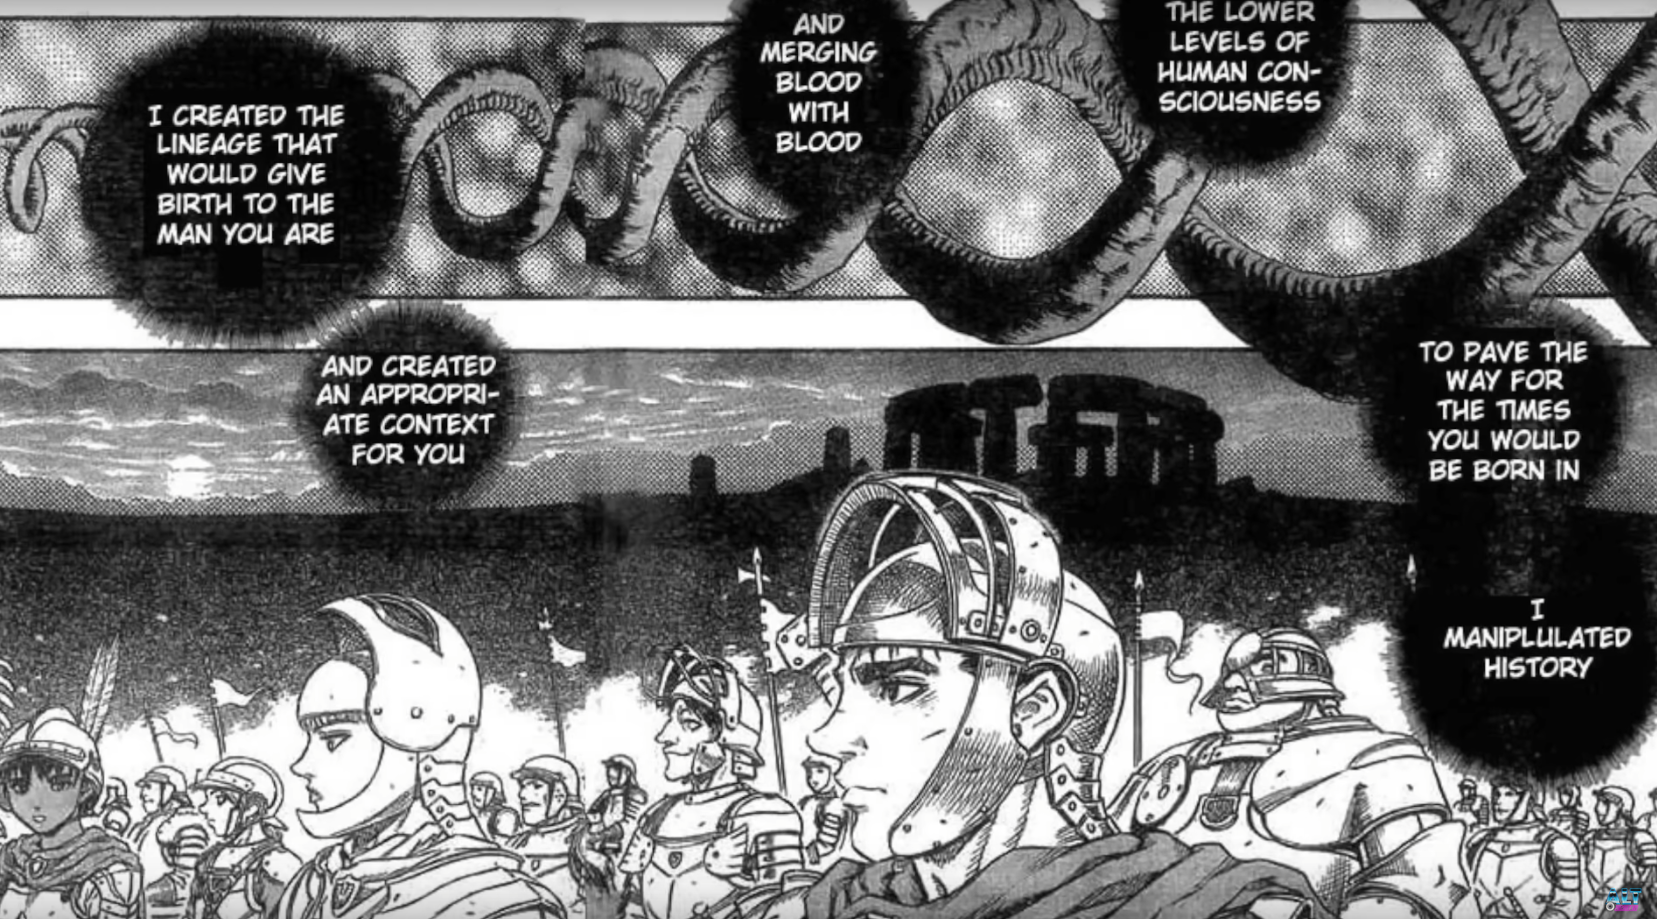 THE LOWER
LEVELS OF
HUMAN CON-
SCIOUSNESS
AND
MERGING
BLOOD
WITH
BLOOD
I CREATED THE
LINEAGE THAT
WOULD GIVE
BIRTH TO THE
MAN YOU ARE
TO PAVE THE
WAY FOR
THE TIMES
YOU WOULD
BE BORN IN
I
MANIPLULATED
HISTORY
AND CREATED
AN APPROPRI-
ATE CONTEXT
FOR YOU
ALT